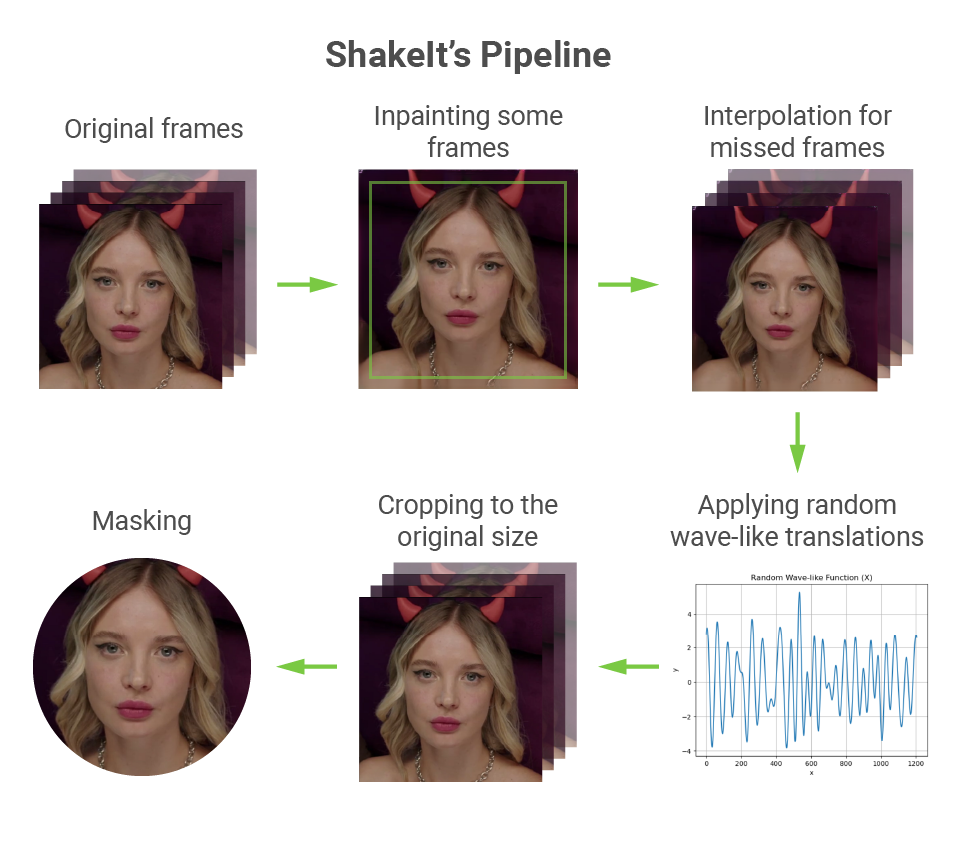 ShakeIt's Pipeline
Original frames
Inpainting some
frames
Interpolation for
missed frames
Masking
Cropping to the
original size
Applying random
wave-like translations
Random Wave-like Function (X)
4
2
0
−2
−4
y
0 200 400 600 800 1000 1200
x